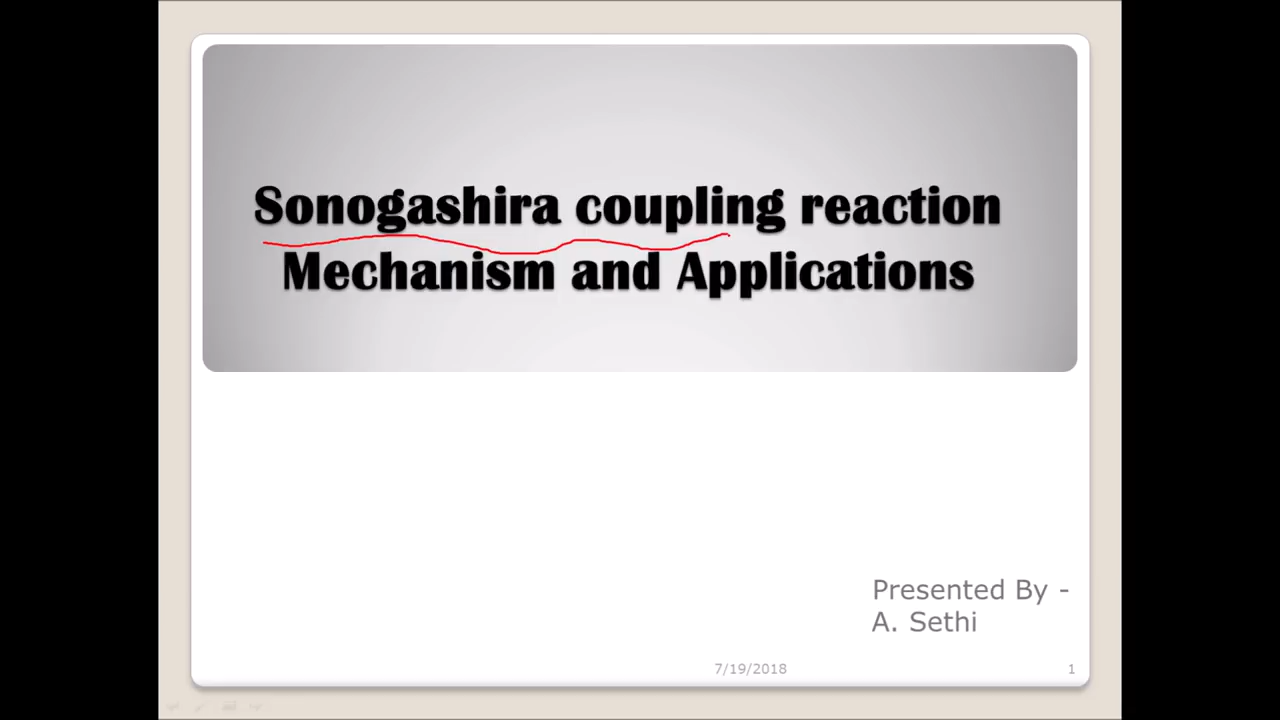 Sonogashira coupling reaction
Mechanism and Applications
Presented By -
A. Sethi
7/19/2018
1